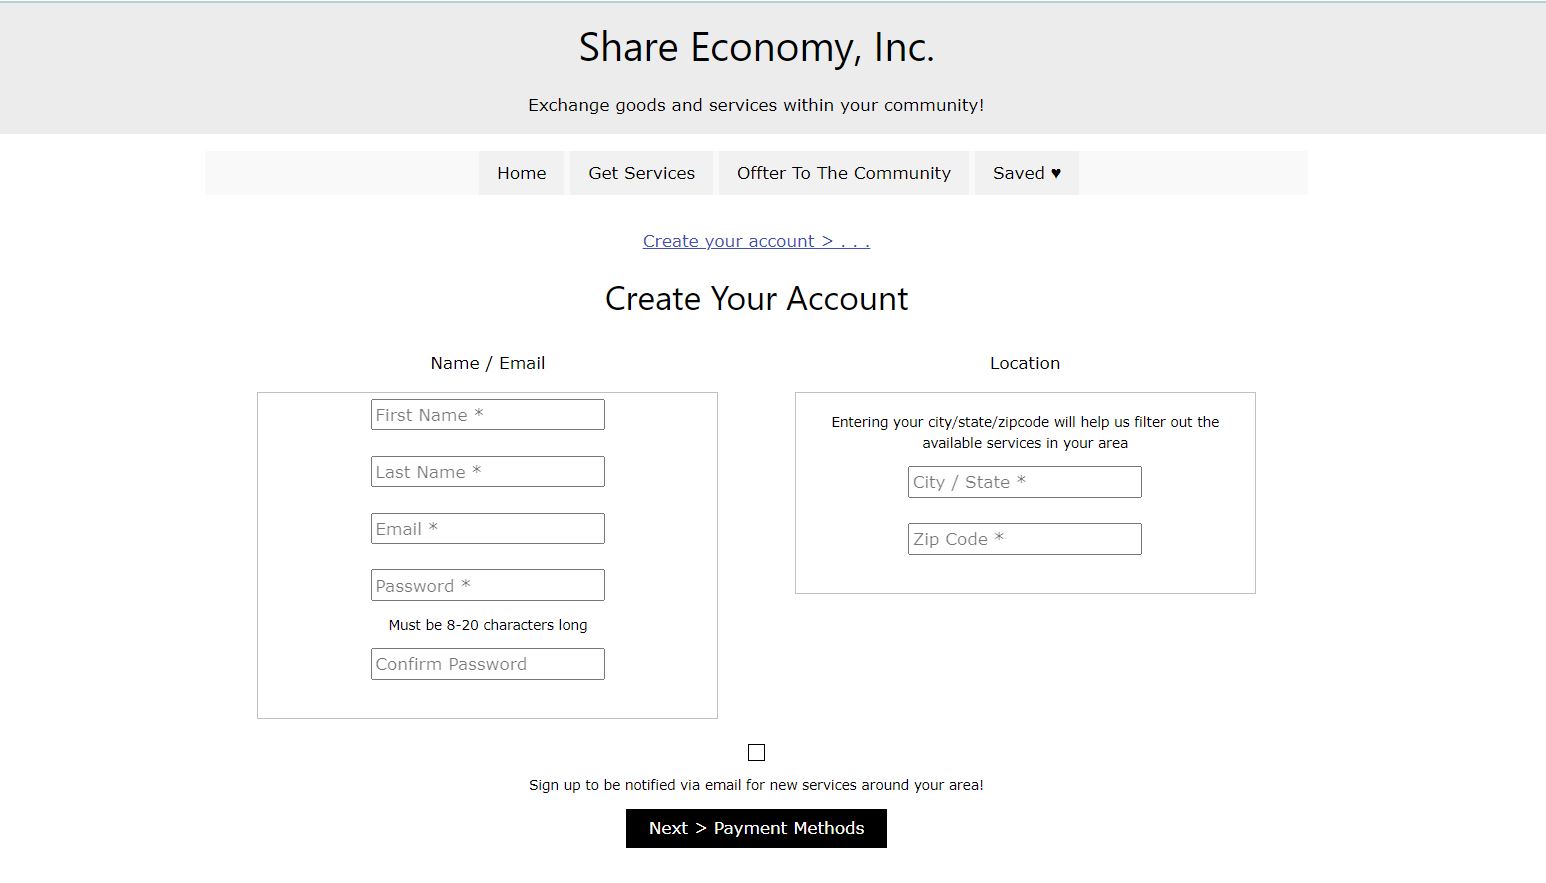 Share Economy, Inc.
Exchange goods and services within your community!
Home Get Services Offter To The Community Saved ♥
Create your account > . . .
Create Your Account
Name / Email
First Name *
Last Name *
Email *
Password *
Must be 8-20 characters long
Confirm Password
Location
Entering your city/state/zipcode will help us filter out the
available services in your area
City / State *
Zip Code *
Sign up to be notified via email for new services around your area!
Next > Payment Methods